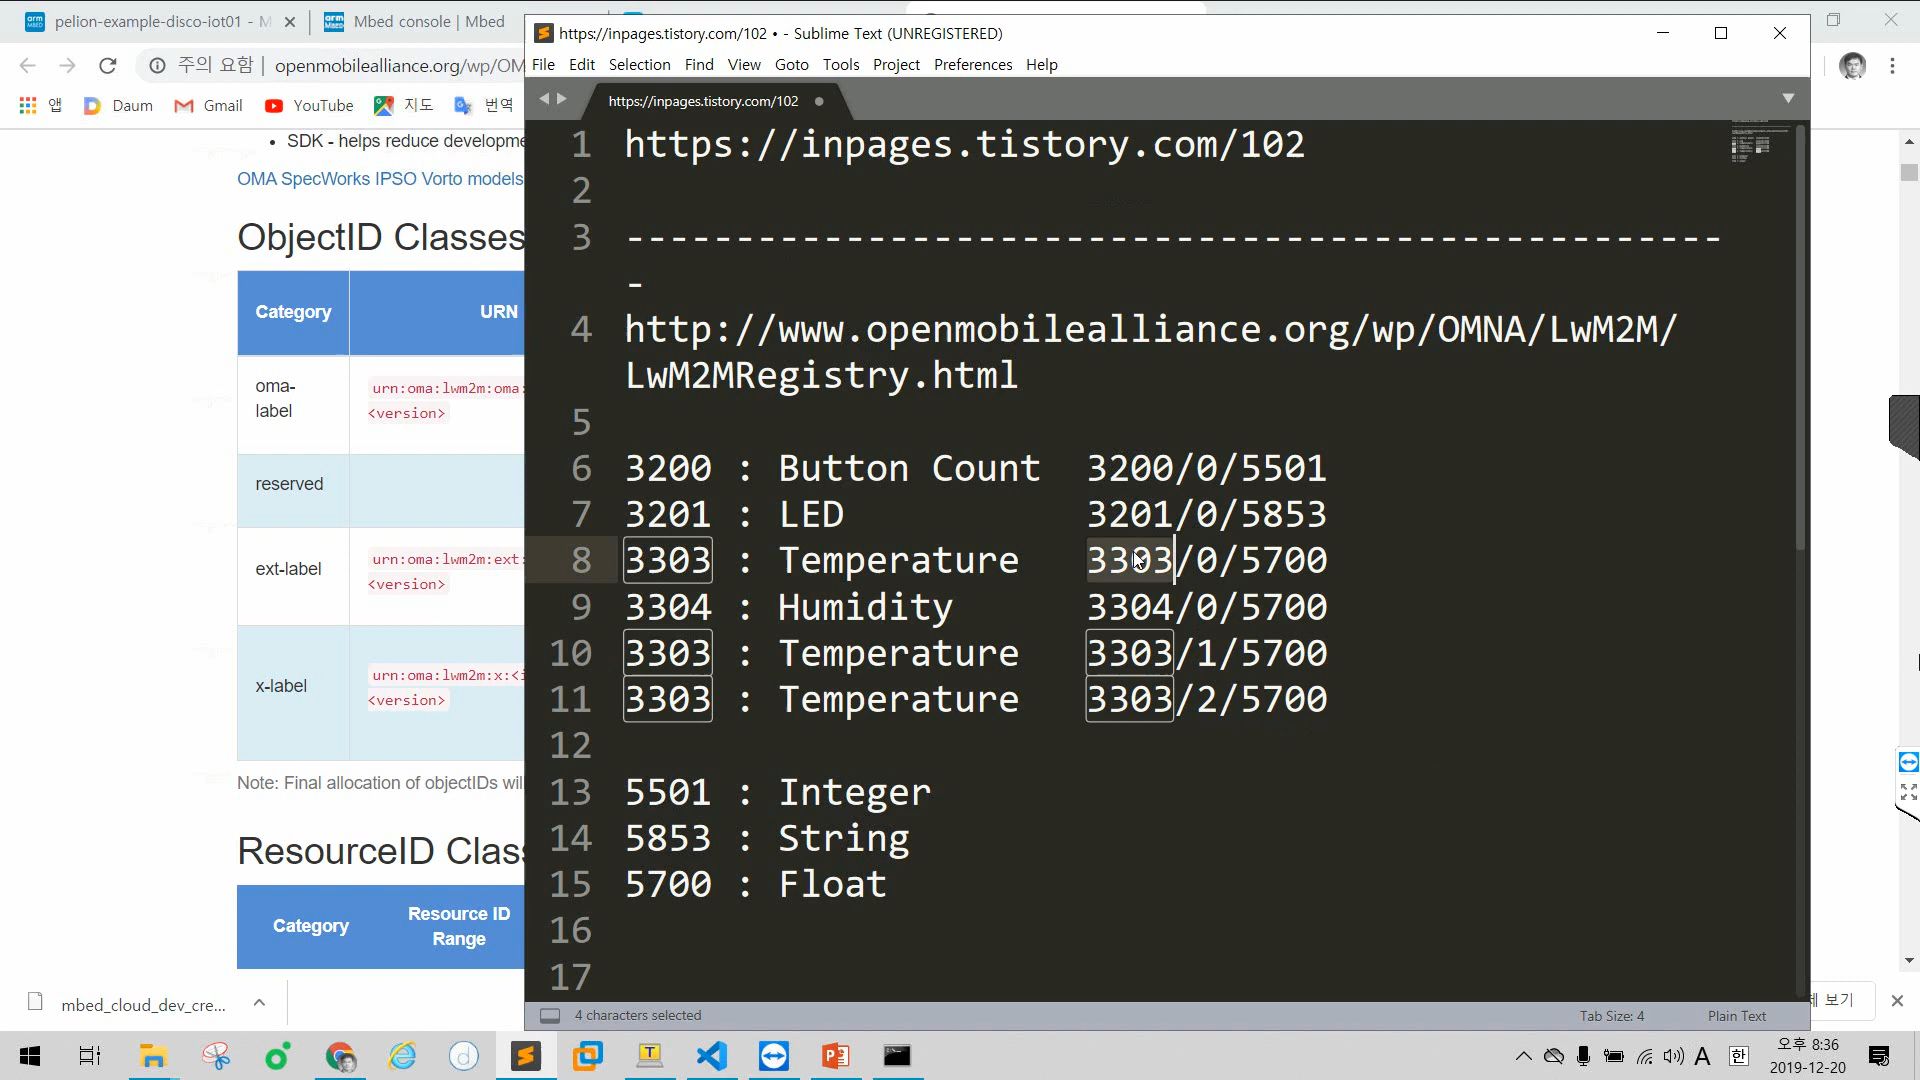 pelion-example-disco-iot01 - M
Mbed console | Mbed
주의 요함 | openmobilealliance.org/wp/OM
앱
Daum
Gmail
YouTube
지도
번역
SDK - helps reduce developme
OMA SpecWorks IPSO Vorto models
ObjectID Classes
Category
URN
oma-label
urn:oma:lwm2m:oma:
<version>
reserved
ext-label
urn:oma:lwm2m:ext:
<version>
x-label
urn:oma:lwm2m:x:<i
<version>
Note: Final allocation of objectIDs wil
ResourceID Clas
Category
Resource ID
Range
mbed_cloud_dev_cre...
https://inpages.tistory.com/102 • - Sublime Text (UNREGISTERED)
File Edit Selection Find View Goto Tools Project Preferences Help
https://inpages.tistory.com/102
1 https://inpages.tistory.com/102
2
3 --------------------------------------------------
-
4 http://www.openmobilealliance.org/wp/OMNA/LwM2M/
LwM2MRegistry.html
5
6 3200 : Button Count 3200/0/5501
7 3201 : LED 3201/0/5853
8 3303 : Temperature 3303/0/5700
9 3304 : Humidity 3304/0/5700
10 3303 : Temperature 3303/1/5700
11 3303 : Temperature 3303/2/5700
12
13 5501 : Integer
14 5853 : String
15 5700 : Float
16
17
4 characters selected
Tab Size: 4
Plain Text
보기
A
한
오후 8:36
2019-12-20